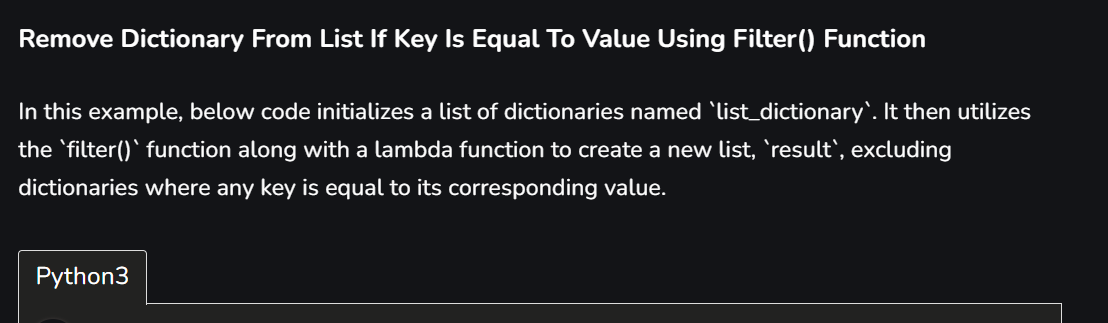 Remove Dictionary From List If Key Is Equal To Value Using Filter() Function
In this example, below code initializes a list of dictionaries named `list_dictionary`. It then utilizes
the `filter()` function along with a lambda function to create a new list, `result`, excluding
dictionaries where any key is equal to its corresponding value.
Python3